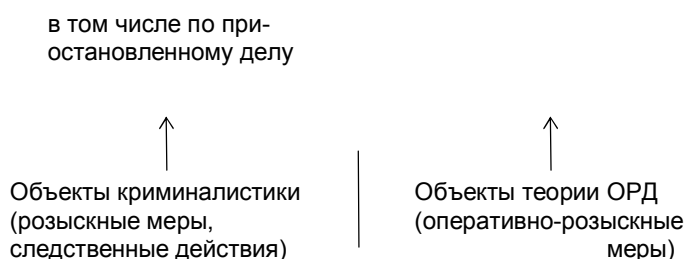 в том числе по при-
остановленному делу
Объекты криминалистики
(розыскные меры,
следственные действия)
Объекты теории ОРД
(оперативно-розыскные
меры)